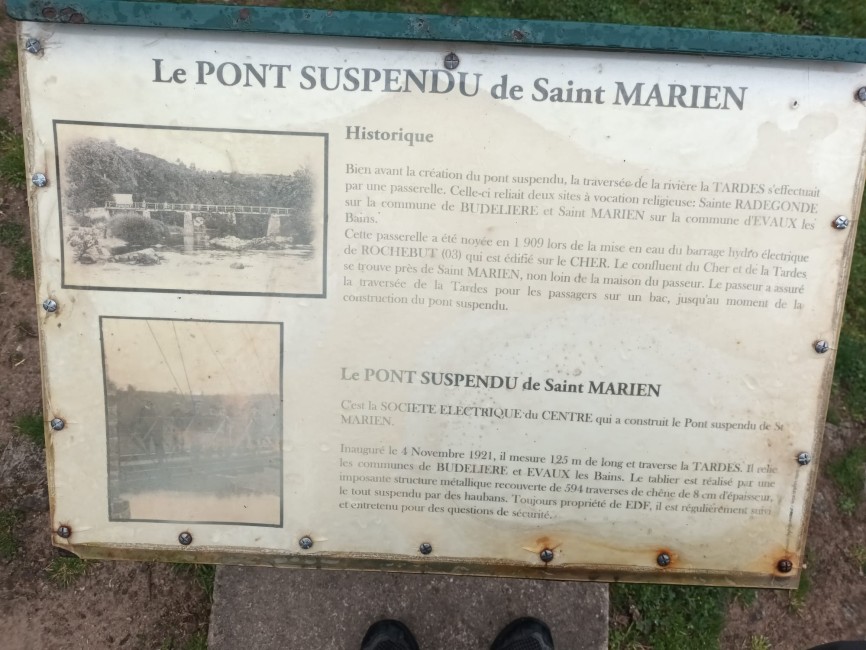 Le PONT SUSPENDU de Saint MARIEN
Historique
Bien avant la création du pont suspendu, la traversée de la rivière la TARDES s'effectuait
par une passerelle. Celle-ci reliait deux sites à vocation religieuse: Sainte RADEGONDE
sur la commune de BUDELIERE et Saint MARIEN sur la commune d'EVAUX les
Bains.
Cette passerelle a été noyée en 1 909 lors de la mise en eau du barrage hydro électrique
de ROCHEBUT (03) qui est édifié sur le CHER. Le confluent du Cher et de la Tardes
se trouve près de Saint MARIEN, non loin de la maison du passeur. Le passeur a assuré
la traversée de la Tardes pour les passagers sur un bac, jusqu'au moment de la
construction du pont suspendu.
Le PONT SUSPENDU de Saint MARIEN
C'est la SOCIETE ELECTRIQUE du CENTRE qui a construit le Pont suspendu de St
MARIEN.
Inauguré le 4 Novembre 1921, il mesure 125 m de long et traverse la TARDES. Il relie
les communes de BUDELIERE et EVAUX les Bains. Le tablier est réalisé par une
imposante structure métallique recouverte de 594 traverses de chêne de 8 cm d'épaisseur,
le tout suspendu par des haubans. Toujours propriété de EDF, il est régulièrement suivi
et entretenu pour des questions de sécurité.